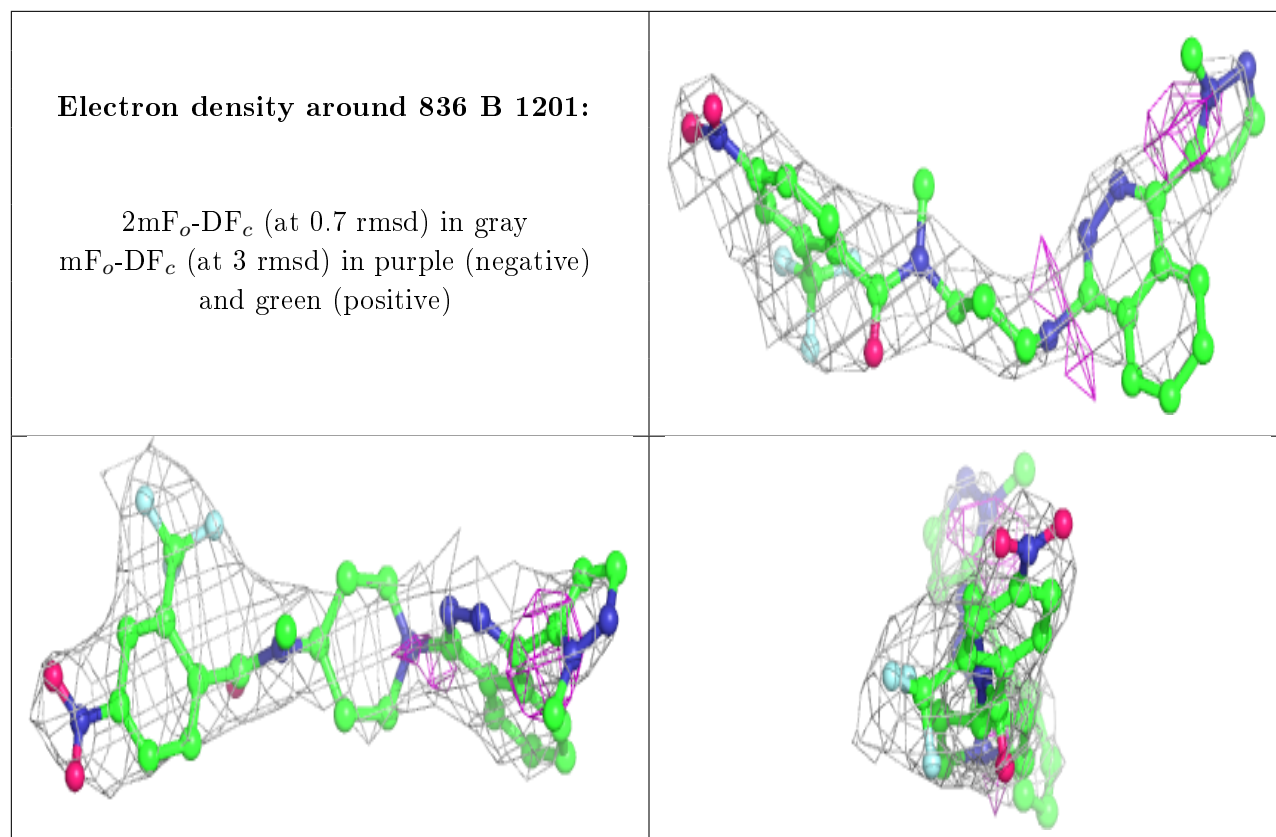 Electron density around 836 B 1201:
2mFₒ-DF𝒸 (at 0.7 rmsd) in gray
mFₒ-DF𝒸 (at 3 rmsd) in purple (negative)
and green (positive)